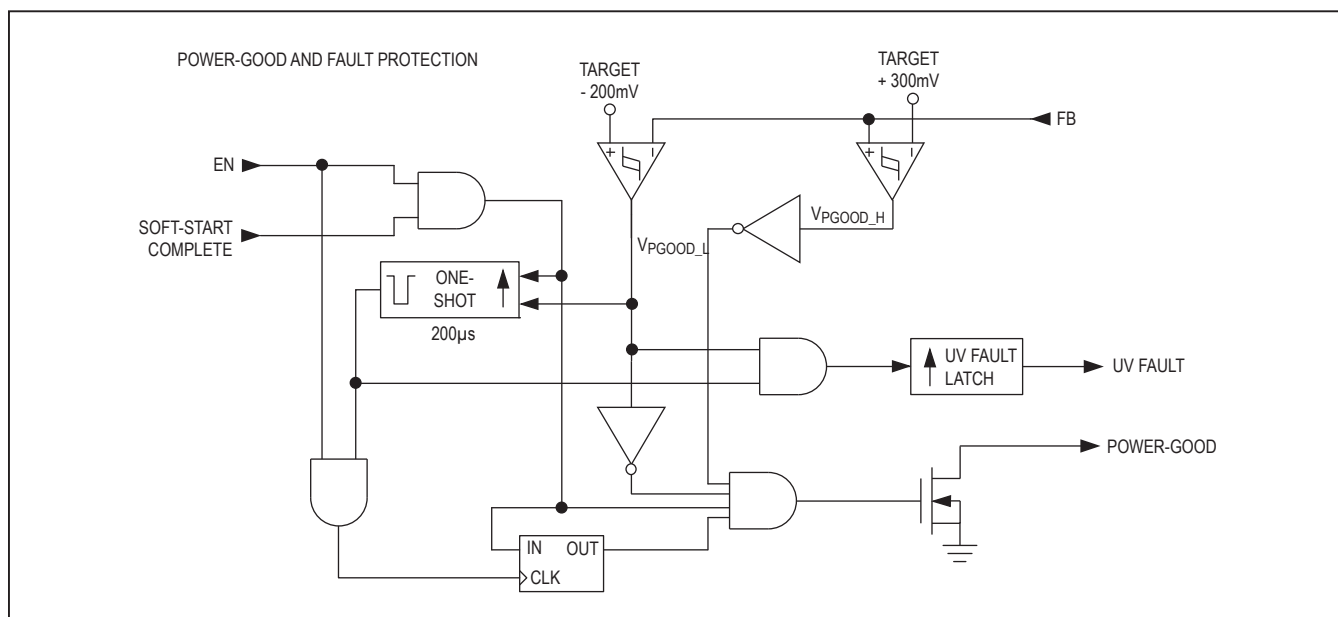 POWER-GOOD AND FAULT PROTECTION
TARGET
- 200mV
TARGET
+ 300mV
FB
+
–
+
–
EN
SOFT-START
COMPLETE
VPGOOD_L
VPGOOD_H
ONE-
SHOT
200µs
UV FAULT
LATCH
UV FAULT
POWER-GOOD
IN OUT
CLK